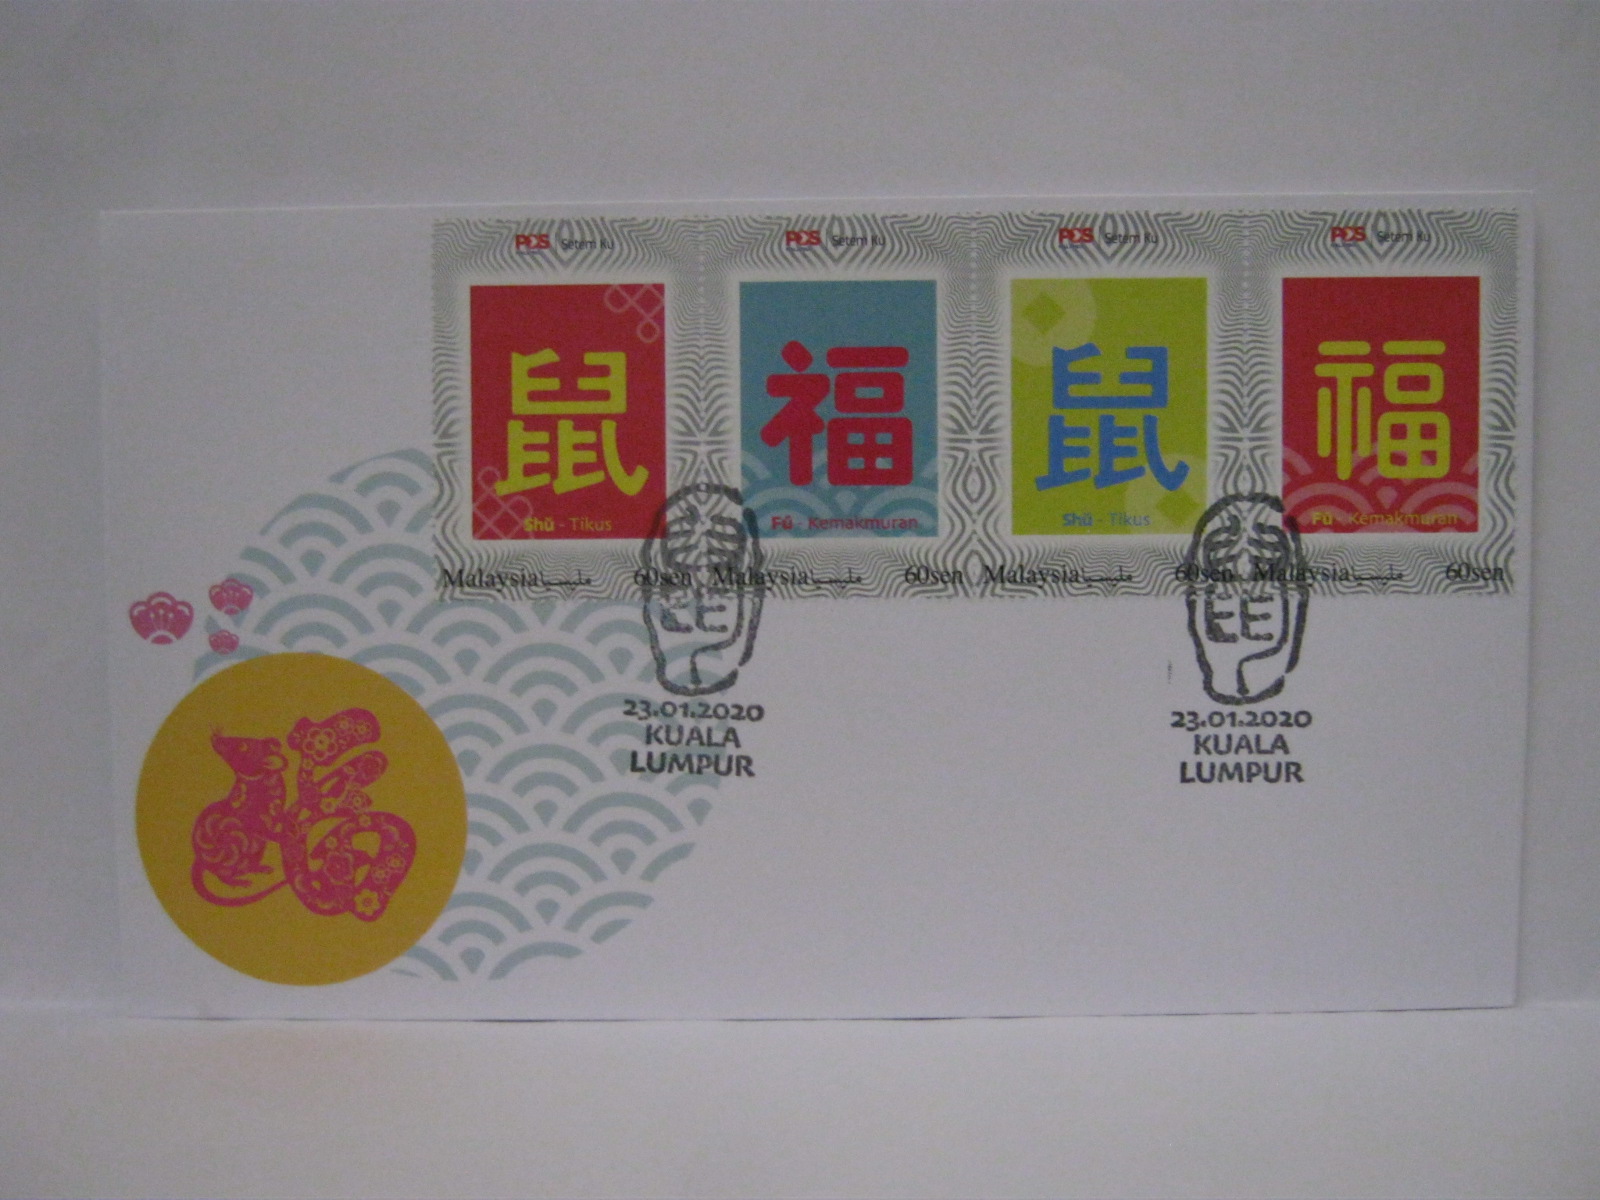 POS | Setem Ku
鼠
Shǔ - Tikus
Malaysia مليسيا 60sen
POS | Setem Ku
福
Fú - Kemakmuran
Malaysia مليسيا 60sen
POS | Setem Ku
鼠
Shǔ - Tikus
Malaysia مليسيا 60sen
POS | Setem Ku
福
Fú - Kemakmuran
Malaysia مليسيا 60sen
23.01.2020
KUALA
LUMPUR
23.01.2020
KUALA
LUMPUR
福